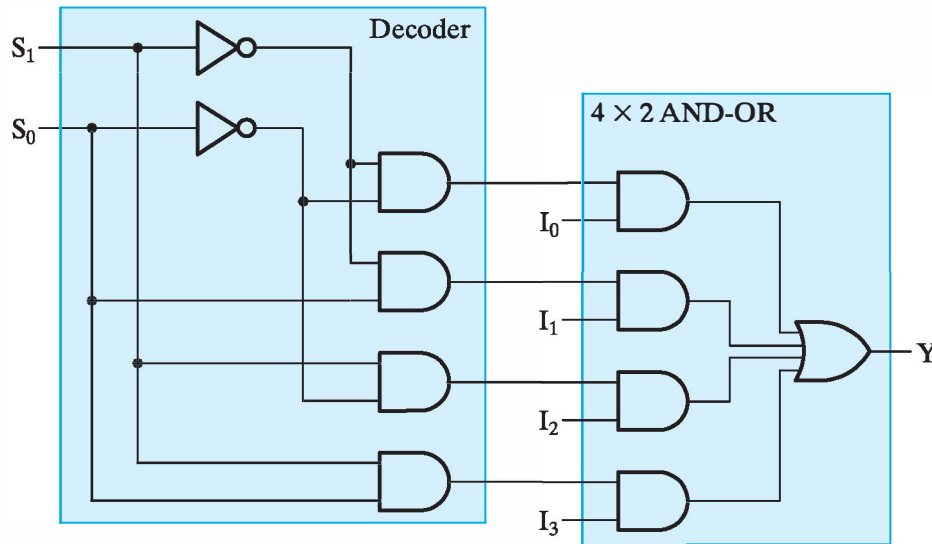 Decoder
S₁
S₀
4 × 2 AND-OR
I₀
I₁
I₂
I₃
Y